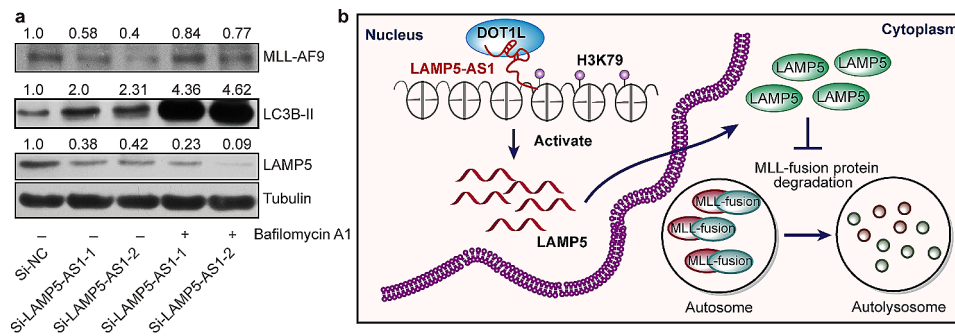 a
1.0 0.58 0.4 0.84 0.77
MLL-AF9
1.0 2.0 2.31 4.36 4.62
LC3B-II
1.0 0.38 0.42 0.23 0.09
LAMP5
Tubulin
– – – + + Bafilomycin A1
Si-NC
Si-LAMP5-AS1-1
Si-LAMP5-AS1-2
Si-LAMP5-AS1-1
Si-LAMP5-AS1-2
b
Nucleus
DOT1L
Cytoplasm
LAMP5-AS1
H3K79
LAMP5
LAMP5
LAMP5
LAMP5
Activate
LAMP5
MLL-fusion protein
degradation
MLL-fusion
MLL-fusion
MLL-fusion
Autosome
Autolysosome